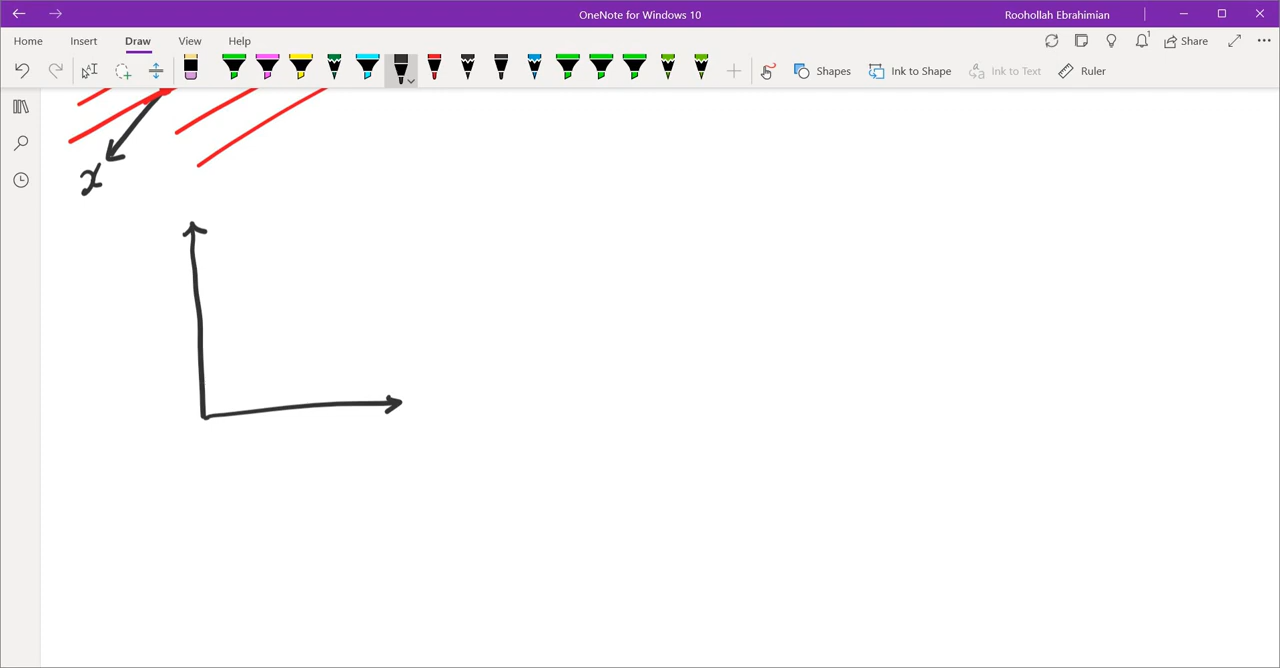 OneNote for Windows 10
Roohollah Ebrahimian
Home Insert Draw View Help
1
Share
Shapes Ink to Shape Ink to Text Ruler
x